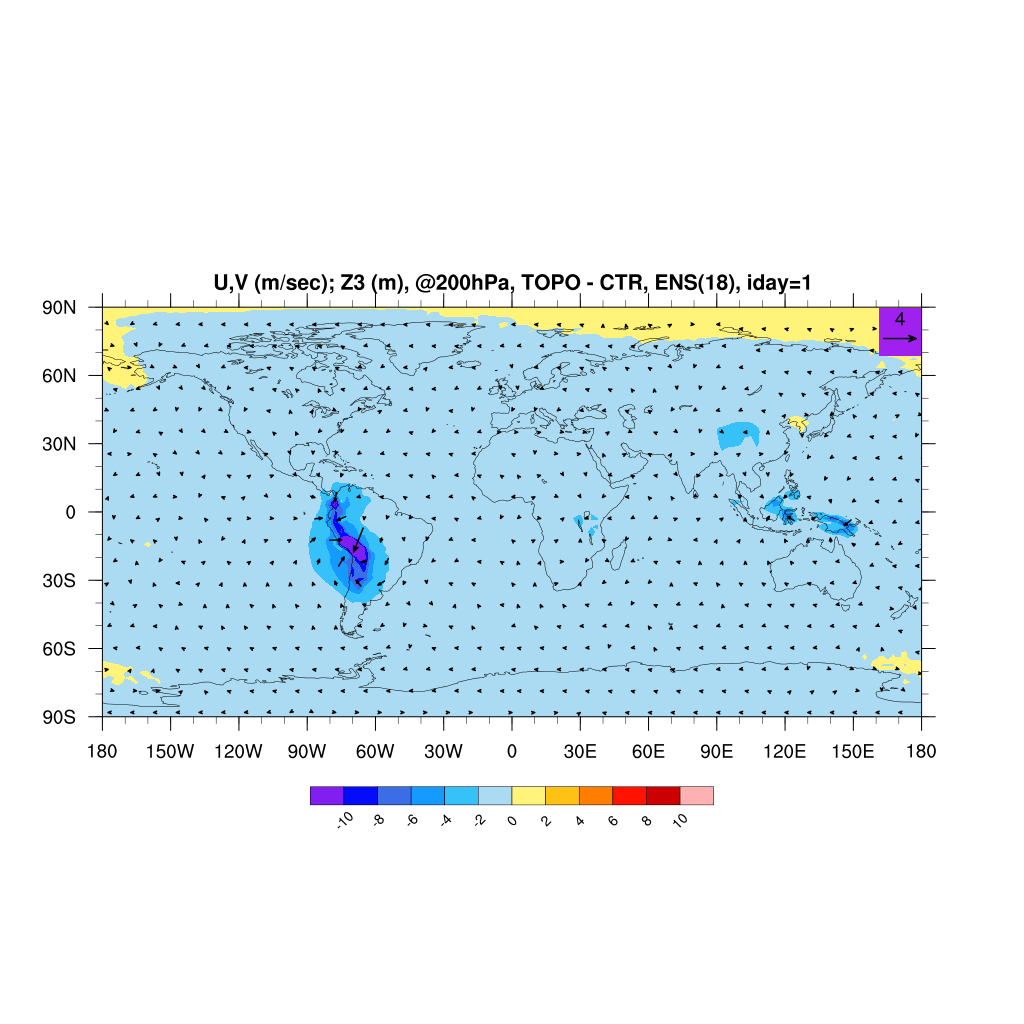 U,V (m/sec); Z3 (m), @200hPa, TOPO - CTR, ENS(18), iday=1
4
90N
60N
30N
0
30S
60S
90S
180 150W 120W 90W 60W 30W 0 30E 60E 90E 120E 150E 180
-10 -8 -6 -4 -2 0 2 4 6 8 10